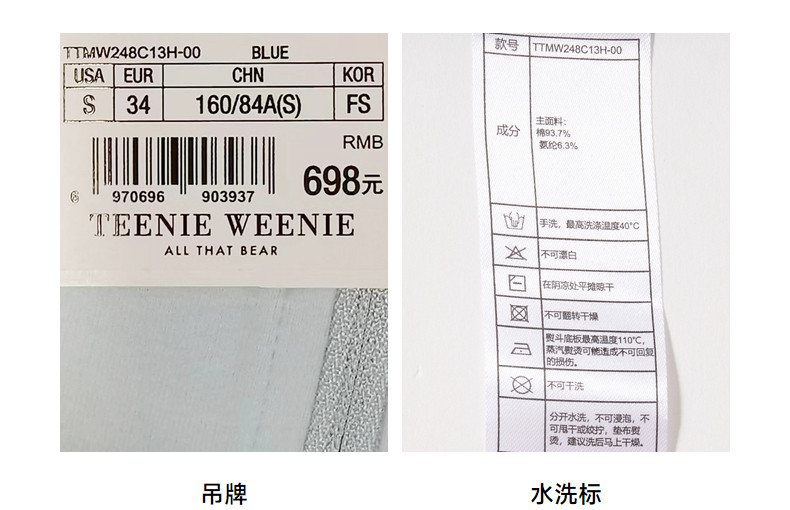 TTMW248C13H-00 BLUE
USA EUR CHN KOR
S 34 160/84A(S) FS
RMB
698元
6 970696 903937
TEENIE WEENIE
ALL THAT BEAR
吊牌
款号 TTMW248C13H-00
成分
主面料:
棉93.7%
氨纶6.3%
手洗，最高洗涤温度40°C
不可漂白
在阴凉处平摊晾干
不可翻转干燥
熨斗底板最高温度110℃,
蒸汽熨烫可能造成不可回复
的损伤。
不可干洗
分开水洗，不可浸泡，不
可甩干或绞拧，垫布熨
烫，建议洗后马上干燥。
水洗标